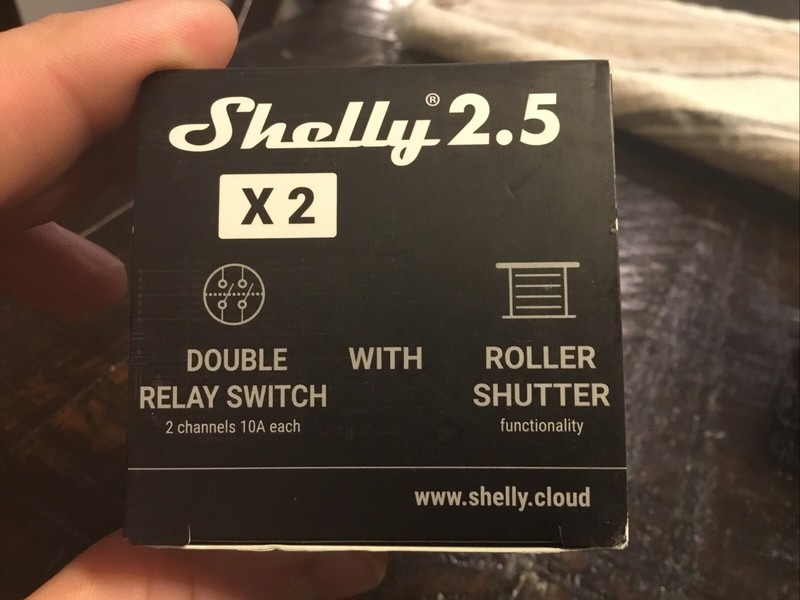 Shelly® 2.5
X 2
DOUBLE WITH ROLLER
RELAY SWITCH SHUTTER
2 channels 10A each functionality
www.shelly.cloud